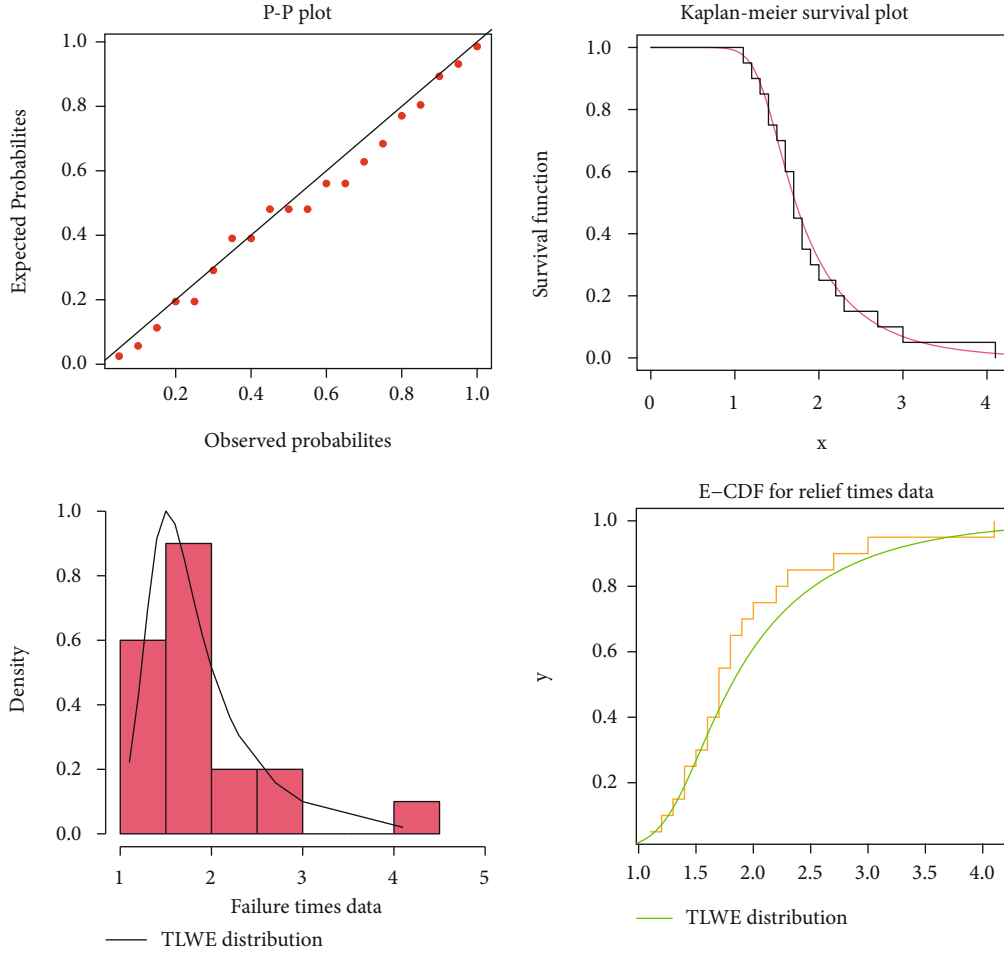 P-P plot
Expected Probabilites
1.0
0.8
0.6
0.4
0.2
0.0
0.2 0.4 0.6 0.8 1.0
Observed probabilites
Kaplan-meier survival plot
Survival function
1.0
0.8
0.6
0.4
0.2
0.0
0 1 2 3 4
x
Density
1.0
0.8
0.6
0.4
0.2
0.0
1 2 3 4 5
Failure times data
TLWE distribution
E−CDF for relief times data
y
1.0
0.8
0.6
0.4
0.2
1.0 1.5 2.0 2.5 3.0 3.5 4.0
TLWE distribution